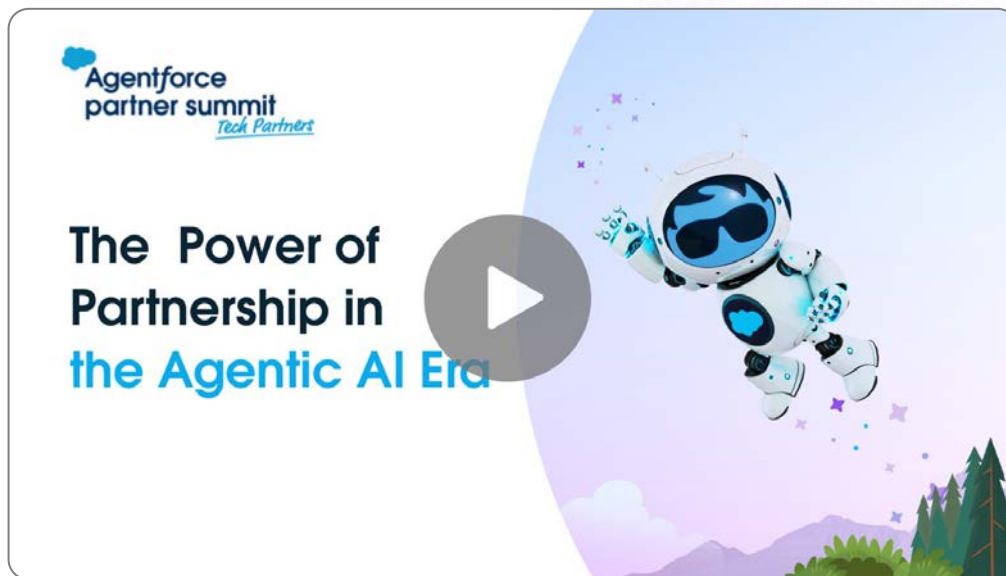 Agentforce
partner summit
Tech Partners
The Power of
Partnership in
the Agentic AI Era